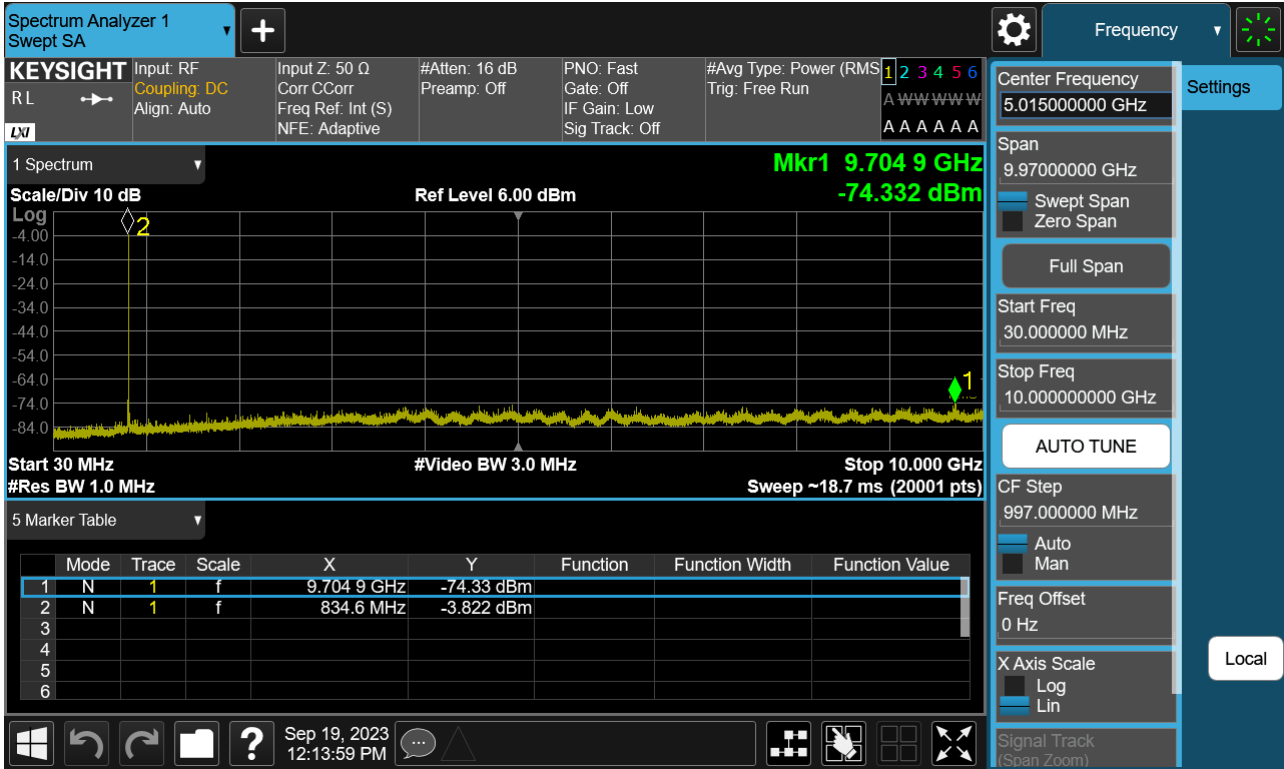 Spectrum Analyzer 1
Swept SA
Frequency
KEYSIGHT
R L
LXI
Input: RF
Coupling: DC
Align: Auto
Input Z: 50 Ω
Corr CCorr
Freq Ref: Int (S)
NFE: Adaptive
#Atten: 16 dB
Preamp: Off
PNO: Fast
Gate: Off
IF Gain: Low
Sig Track: Off
#Avg Type: Power (RMS
Trig: Free Run
1 2 3 4 5 6
A W W W W W
A A A A A A
1 Spectrum
Mkr1 9.704 9 GHz
-74.332 dBm
Scale/Div 10 dB
Ref Level 6.00 dBm
Log
-4.00
-14.0
-24.0
-34.0
-44.0
-54.0
-64.0
-74.0
-84.0
2
1
Start 30 MHz
#Video BW 3.0 MHz
Stop 10.000 GHz
#Res BW 1.0 MHz
Sweep ~18.7 ms (20001 pts)
5 Marker Table
Mode Trace Scale X Y Function Function Width Function Value
1 N 1 f 9.704 9 GHz -74.33 dBm
2 N 1 f 834.6 MHz -3.822 dBm
3
4
5
6
Sep 19, 2023
12:13:59 PM
Center Frequency
5.015000000 GHz
Settings
Span
9.97000000 GHz
Swept Span
Zero Span
Full Span
Start Freq
30.000000 MHz
Stop Freq
10.000000000 GHz
AUTO TUNE
CF Step
997.000000 MHz
Auto
Man
Freq Offset
0 Hz
X Axis Scale
Log
Lin
Local
Signal Track
(Span Zoom)